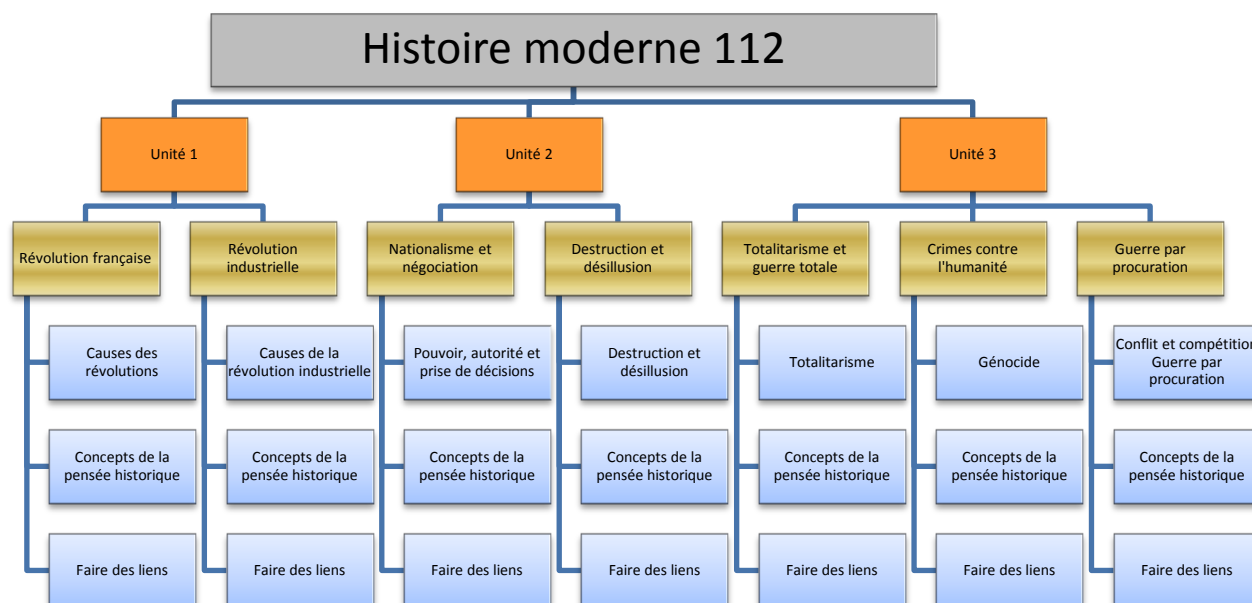 Histoire moderne 112
Unité 1
Unité 2
Unité 3
Révolution française
Révolution
industrielle
Nationalisme et
négociation
Destruction et
désillusion
Totalitarisme et
guerre totale
Crimes contre
l'humanité
Guerre par
procuration
Causes des
révolutions
Causes de la
révolution industrielle
Pouvoir, autorité et
prise de décisions
Destruction et
désillusion
Totalitarisme
Génocide
Conflit et compétition
Guerre par
procuration
Concepts de la
pensée historique
Concepts de la
pensée historique
Concepts de la
pensée historique
Concepts de la
pensée historique
Concepts de la
pensée historique
Concepts de la
pensée historique
Concepts de la
pensée historique
Faire des liens
Faire des liens
Faire des liens
Faire des liens
Faire des liens
Faire des liens
Faire des liens